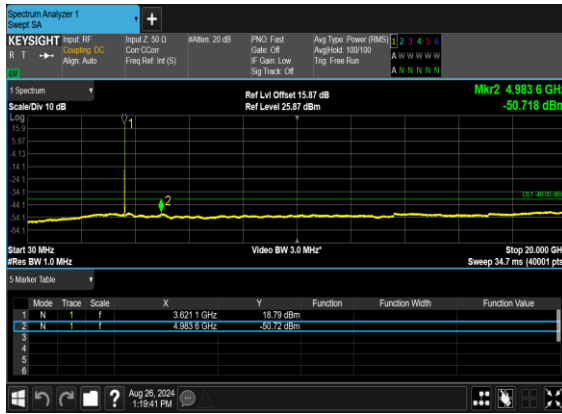 Spectrum Analyzer 1
Swept SA
+
KEYSIGHT Input: RF Input Z: 50 Ω #Atten: 20 dB PNO: Fast Avg Type: Power (RMS) 1 2 3 4 5 6
R T Coupling: DC Corr CCorr Gate: Off Avg|Hold: 100/100 A W W W W W
Align: Auto Freq Ref: Int (S) IF Gain: Low Trig: Free Run
Sig Track: Off A N N N N N
LXI
1 Spectrum Ref Lvl Offset 15.87 dB Mkr2 4.983 6 GHz
Scale/Div 10 dB Ref Level 25.87 dBm -50.718 dBm
Log
15.9
5.87
-4.13
-14.1
-24.1
-34.1
-44.1
-54.1
-64.1
1
2
DL1 -40.00 dBm
Start 30 MHz Video BW 3.0 MHz* Stop 20.000 GHz
#Res BW 1.0 MHz Sweep 34.7 ms (40001 pts)
5 Marker Table
Mode Trace Scale X Y Function Function Width Function Value
1 N 1 f 3.621 1 GHz 18.79 dBm
2 N 1 f 4.983 6 GHz -50.72 dBm
3
4
5
6
? Aug 26, 2024
1:19:41 PM